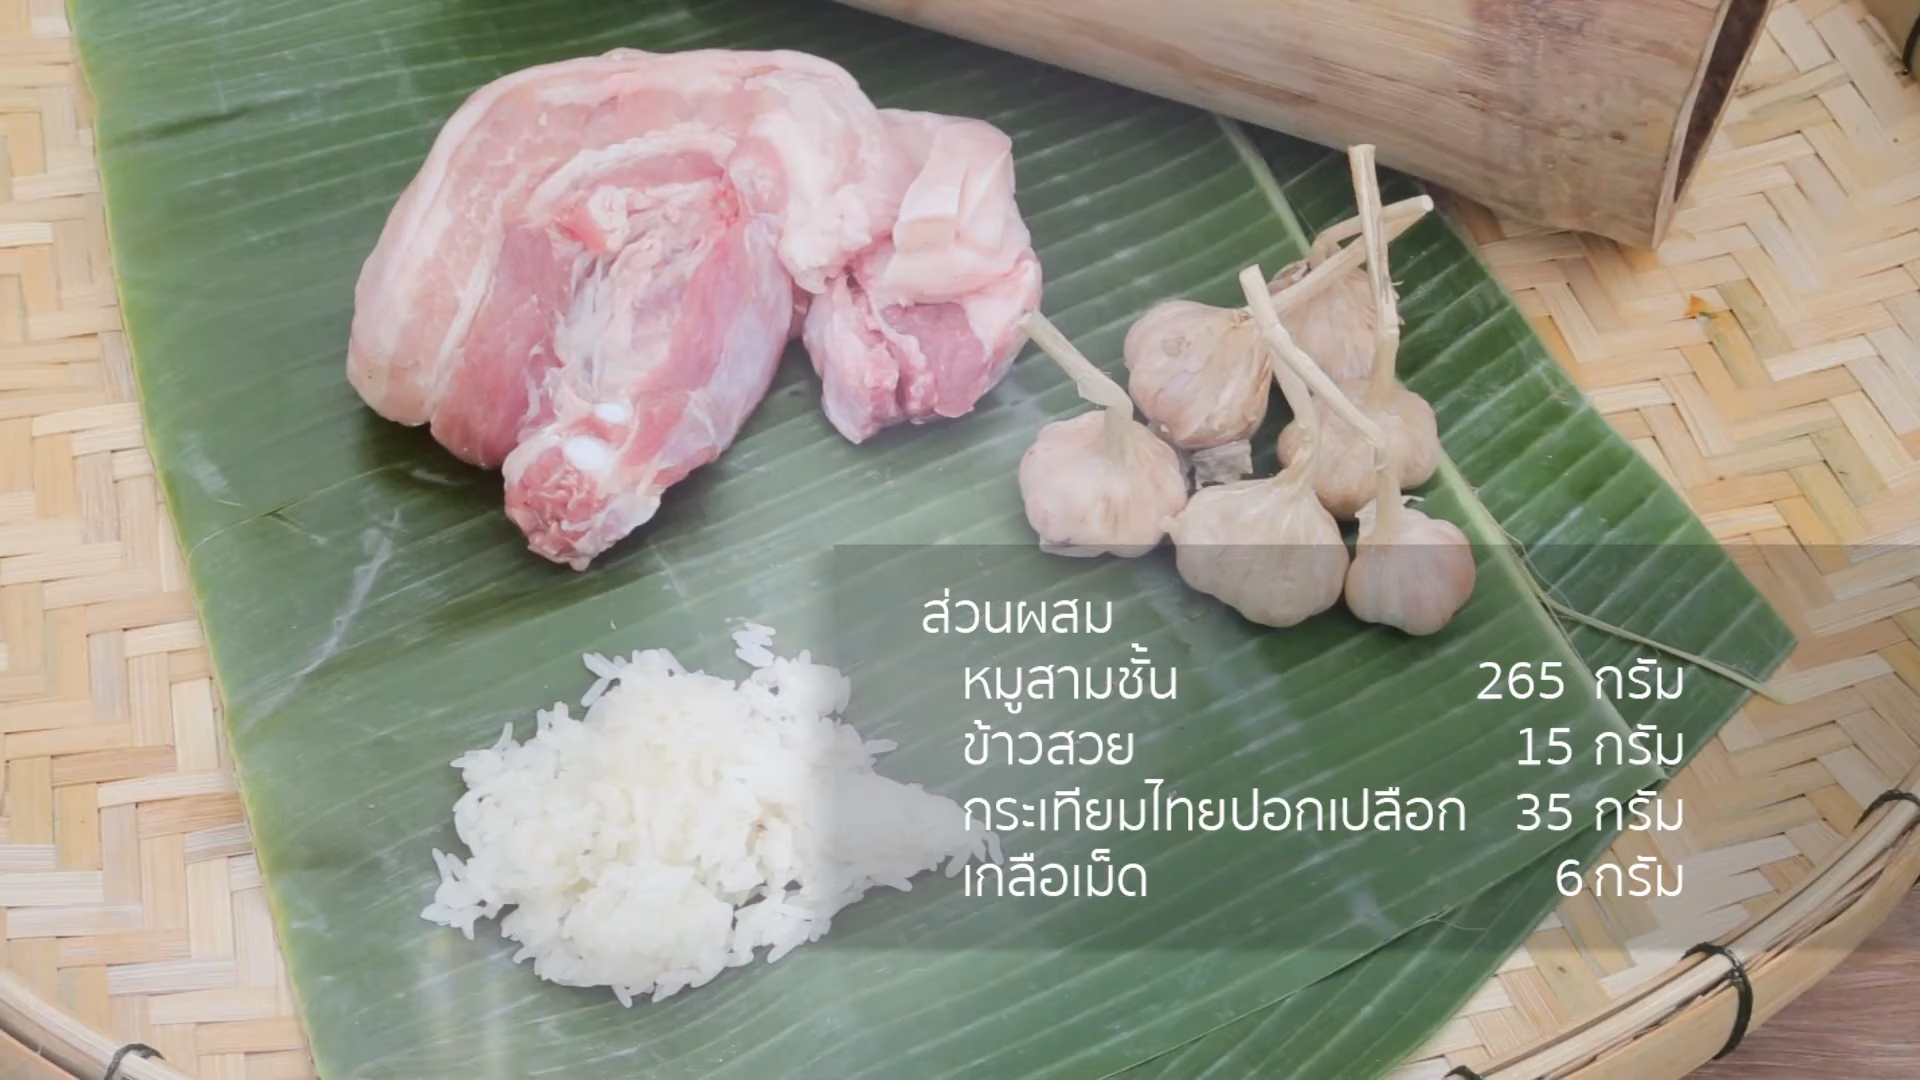 ส่วนผสม
หมูสามชั้น 265 กรัม
ข้าวสวย 15 กรัม
กระเทียมไทยปอกเปลือก 35 กรัม
เกลือเม็ด 6 กรัม